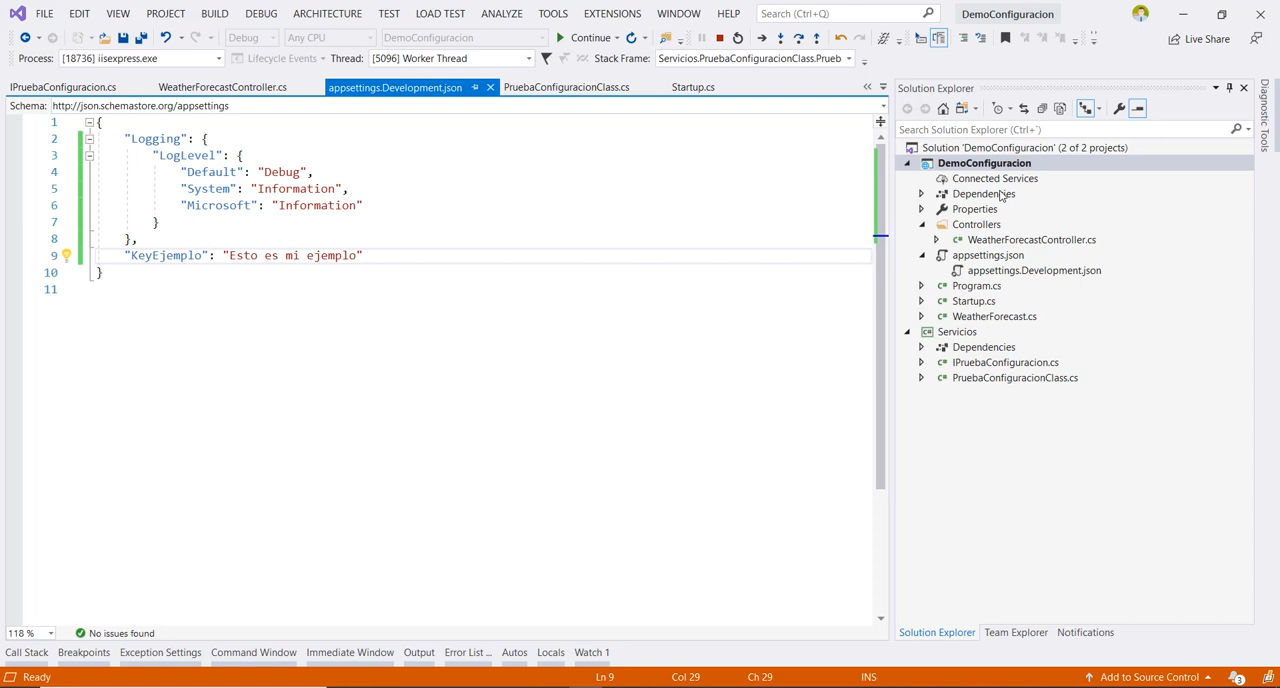 FILE EDIT VIEW PROJECT BUILD DEBUG ARCHITECTURE TEST LOAD TEST ANALYZE TOOLS EXTENSIONS WINDOW HELP Search (Ctrl+Q) DemoConfiguracion
Debug Any CPU DemoConfiguracion Continue Live Share
Process: [18736] iisexpress.exe Lifecycle Events Thread: [5096] Worker Thread Stack Frame: Servicios.PruebaConfiguracionClass.Prueb
IPruebaConfiguracion.cs WeatherForecastController.cs appsettings.Development.json PruebaConfiguracionClass.cs Startup.cs
Schema: http://json.schemastore.org/appsettings
1 {
2 "Logging": {
3 "LogLevel": {
4 "Default": "Debug",
5 "System": "Information",
6 "Microsoft": "Information"
7 }
8 },
9 "KeyEjemplo": "Esto es mi ejemplo"
10 }
11
118 % No issues found
Solution Explorer
Search Solution Explorer (Ctrl+')
Solution 'DemoConfiguracion' (2 of 2 projects)
DemoConfiguracion
Connected Services
Dependencies
Properties
Controllers
C# WeatherForecastController.cs
appsettings.json
appsettings.Development.json
C# Program.cs
C# Startup.cs
C# WeatherForecast.cs
C# Servicios
Dependencies
C# IPruebaConfiguracion.cs
C# PruebaConfiguracionClass.cs
Solution Explorer Team Explorer Notifications
Diagnostic Tools
Call Stack Breakpoints Exception Settings Command Window Immediate Window Output Error List ... Autos Locals Watch 1
Ready Ln 9 Col 29 Ch 29 INS Add to Source Control 3